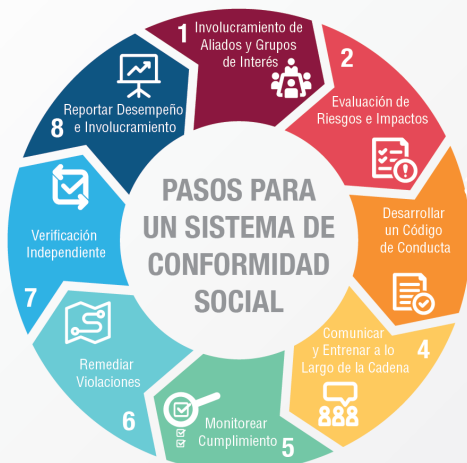 PASOS PARA
UN SISTEMA DE
CONFORMIDAD
SOCIAL
1
Involucramiento de
Aliados y Grupos
de Interés
2
Evaluación de
Riesgos e Impactos
Desarrollar
un Código
de Conducta
4
Comunicar
y Entrenar a lo
Largo de la Cadena
5
Monitorear
Cumplimiento
6
Remediar
Violaciones
7
Verificación
Independiente
8
Reportar Desempeño
e Involucramiento